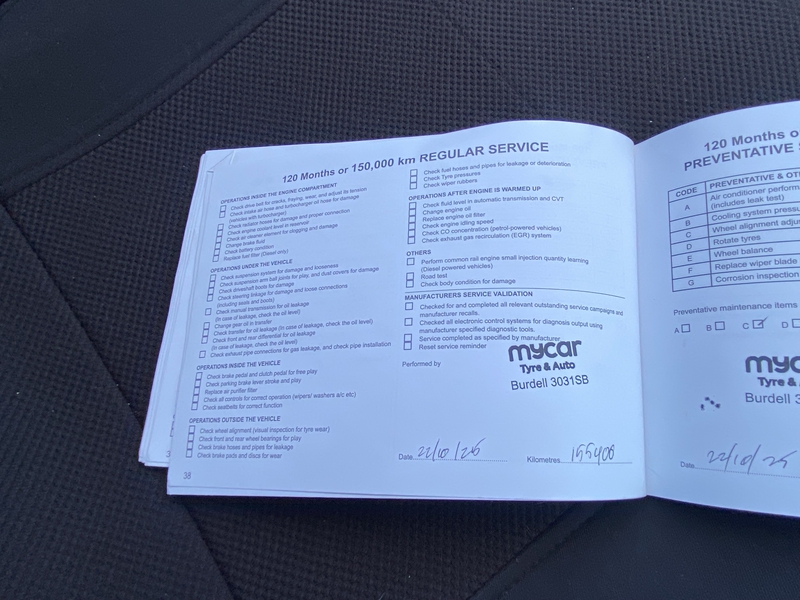 120 Months or 150,000 km REGULAR SERVICE
OPERATIONS INSIDE THE ENGINE COMPARTMENT
Check drive belt for cracks, fraying, wear, and adjust its tension
Check intake air hose and turbocharger oil hose for damage
(vehicles with turbocharger)
Check radiator hoses for damage and proper connection
Check engine coolant level in reservoir
Check air cleaner element for clogging and damage
Change brake fluid
Check battery condition
Replace fuel filter (Diesel only)
OPERATIONS UNDER THE VEHICLE
Check suspension system for damage and looseness
Check suspension arm ball joints for play, and dust covers for damage
Check driveshaft boots for damage
Check steering linkage for damage and loose connections
(including seals and boots)
Check manual transmission for oil leakage
(in case of leakage, check the oil level)
Change gear oil in transfer
Check transfer for oil leakage (in case of leakage, check the oil level)
Check front and rear differential for oil leakage
(in case of leakage, check the oil level)
Check exhaust pipe connections for gas leakage, and check pipe installation
OPERATIONS INSIDE THE VEHICLE
Check brake pedal and clutch pedal for free play
Check parking brake lever stroke and play
Replace air purifier filter
Check all controls for correct operation (wipers/ washers a/c etc)
Check seatbelts for correct function
OPERATIONS OUTSIDE THE VEHICLE
Check wheel alignment (visual inspection for tyre wear)
Check front and rear wheel bearings for play
Check brake hoses and pipes for leakage
Check brake pads and discs for wear
38
Check fuel hoses and pipes for leakage or deterioration
Check Tyre pressures
Check wiper rubbers
OPERATIONS AFTER ENGINE IS WARMED UP
Check fluid level in automatic transmission and CVT
Change engine oil
Replace engine oil filter
Check engine idling speed
Check CO concentration (petrol-powered vehicles)
Check exhaust gas recirculation (EGR) system
OTHERS
Perform common rail engine small injection quantity learning
(Diesel powered vehicles)
Road test
Check body condition for damage
MANUFACTURERS SERVICE VALIDATION
Checked for and completed all relevant outstanding service campaigns and
manufacturer recalls.
Checked all electronic control systems for diagnosis output using
manufacturer specified diagnostic tools.
Service completed as specified by manufacturer
Reset service reminder
Performed by
mycar
Tyre & Auto
Burdell 3031SB
Date 22/10/25 Kilometres 155408
120 Months o
PREVENTATIVE
CODE PREVENTATIVE & OT
A Air conditioner perform
(includes leak test)
B Cooling system pressu
C Wheel alignment adju
D Rotate tyres
E Wheel balance
F Replace wiper blade
G Corrosion inspection
Preventative maintenance items
A B C D
myc
Tyre &
Burdell 3
Date 22/10/25